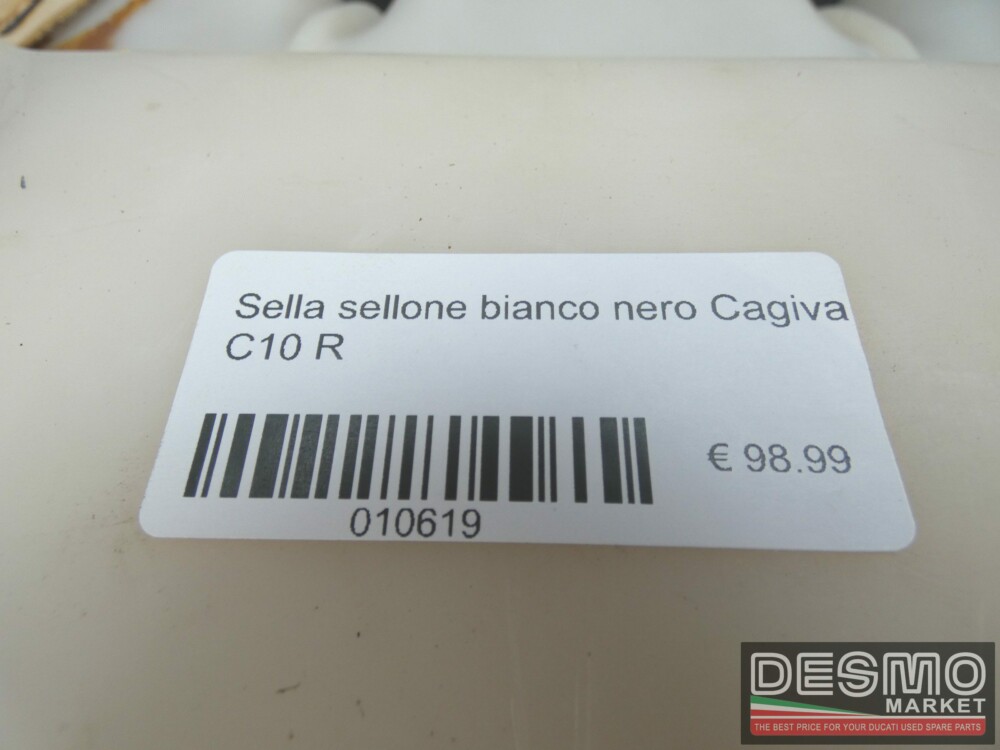 Sella sellone bianco nero Cagiva
C10 R
€ 98.99
010619
DESMO
MARKET
THE BEST PRICE FOR YOUR DUCATI USED SPARE PARTS